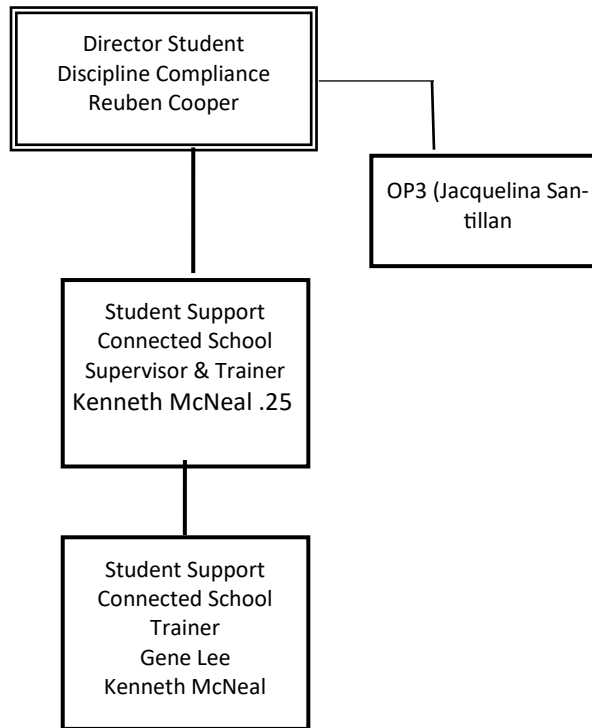 Director Student
Discipline Compliance
Reuben Cooper
OP3 (Jacquelina San-
tillan
Student Support
Connected School
Supervisor & Trainer
Kenneth McNeal .25
Student Support
Connected School
Trainer
Gene Lee
Kenneth McNeal